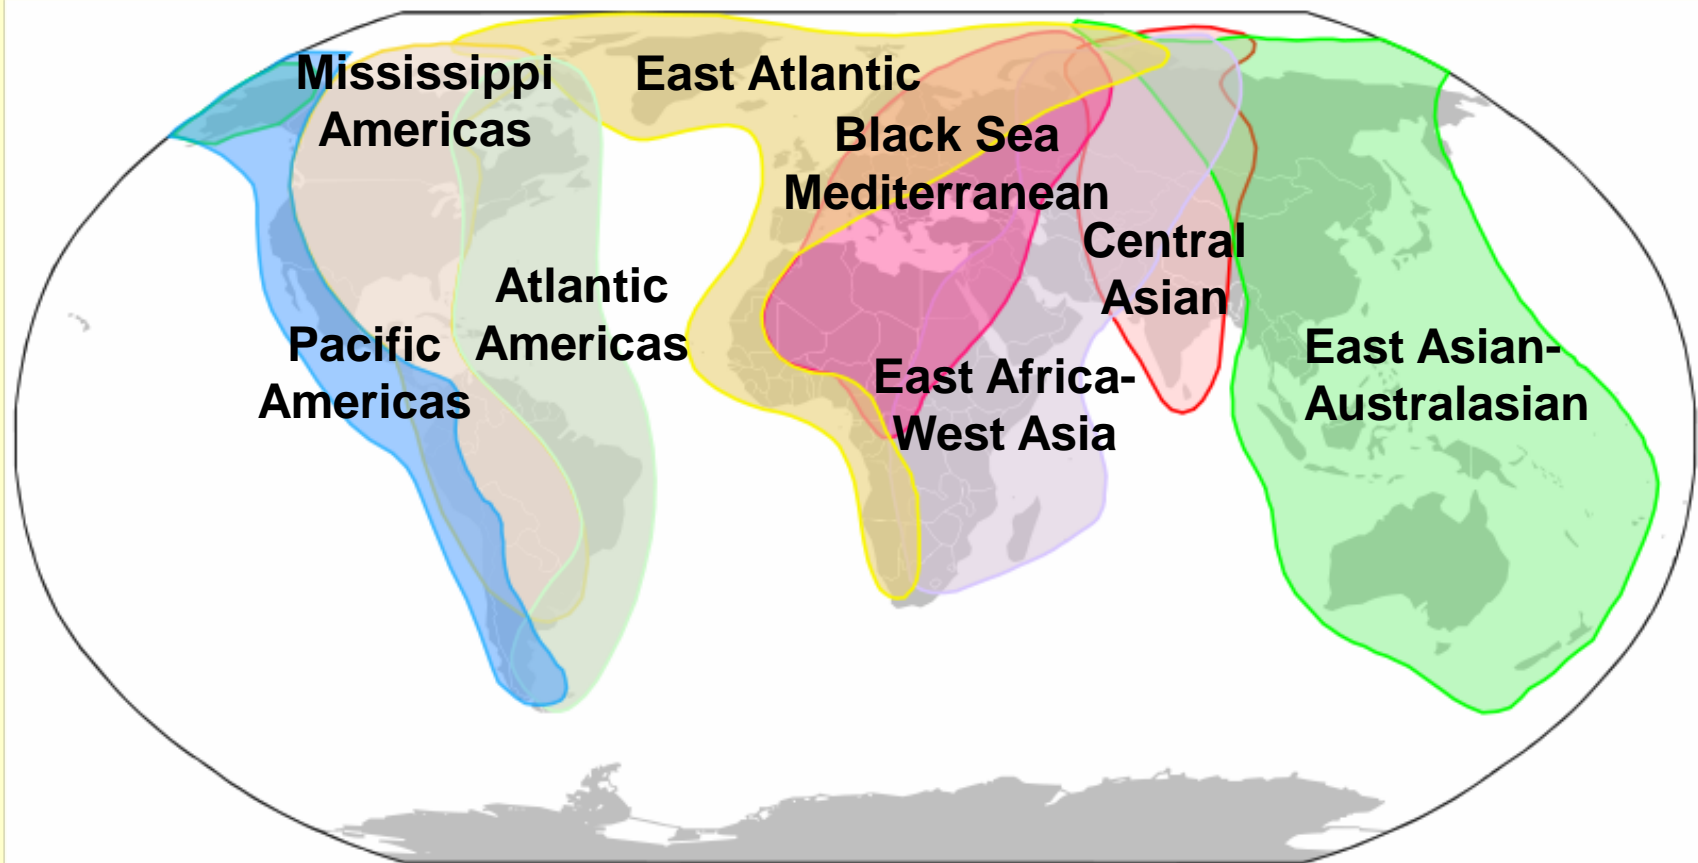 Mississippi
Americas
East Atlantic
Black Sea
Mediterranean
Central
Asian
Atlantic
Americas
Pacific
Americas
East Africa-
West Asia
East Asian-
Australasian